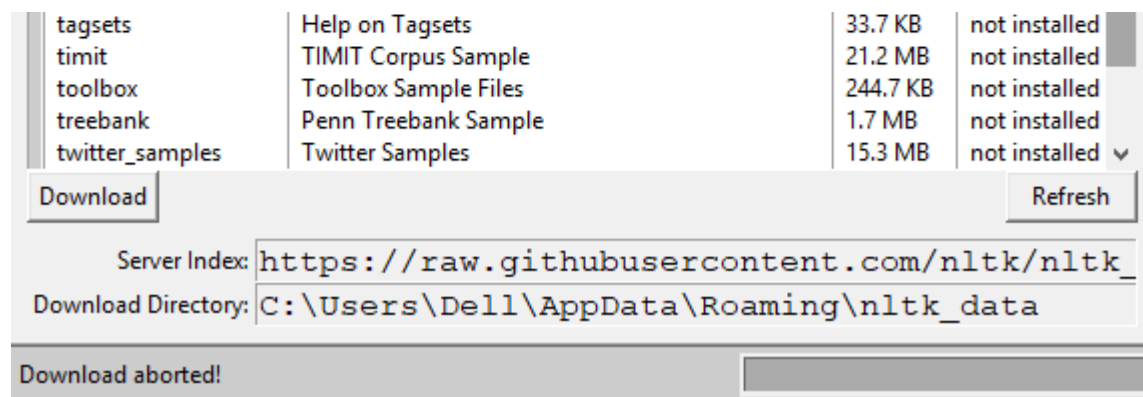 tagsets Help on Tagsets 33.7 KB not installed
timit TIMIT Corpus Sample 21.2 MB not installed
toolbox Toolbox Sample Files 244.7 KB not installed
treebank Penn Treebank Sample 1.7 MB not installed
twitter_samples Twitter Samples 15.3 MB not installed
Download Refresh
Server Index: https://raw.githubusercontent.com/nltk/nltk_
Download Directory: C:\Users\Dell\AppData\Roaming\nltk_data
Download aborted!